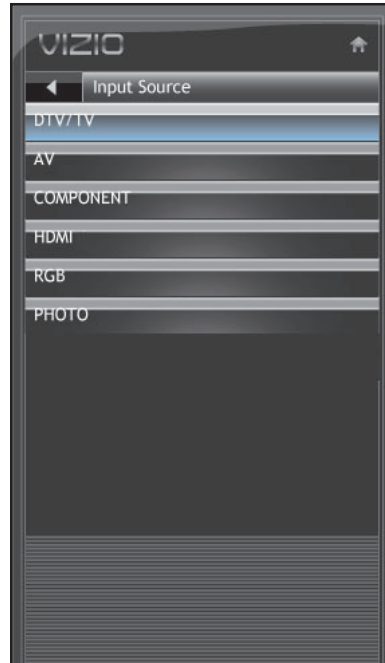 VIZIO
Input Source
DTV/TV
AV
COMPONENT
HDMI
RGB
PHOTO